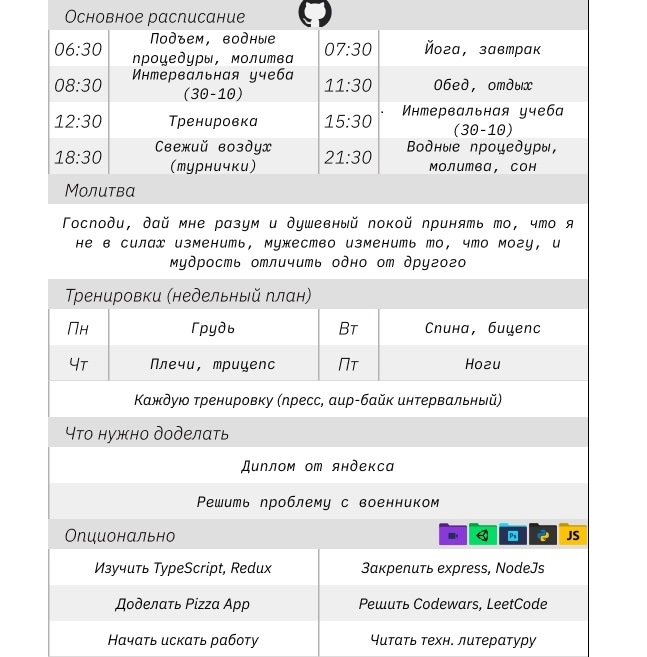 Основное расписание
06:30 Подъем, водные процедуры, молитва 07:30 Йога, завтрак
08:30 Интервальная учеба (30-10) 11:30 Обед, отдых
12:30 Тренировка 15:30 Интервальная учеба (30-10)
18:30 Свежий воздух (турнички) 21:30 Водные процедуры, молитва, сон
Молитва
Господи, дай мне разум и душевный покой принять то, что я
не в силах изменить, мужество изменить то, что могу, и
мудрость отличить одно от другого
Тренировки (недельный план)
Пн Грудь Вт Спина, бицепс
Чт Плечи, трицепс Пт Ноги
Каждую тренировку (пресс, аир-байк интервальный)
Что нужно доделать
Диплом от яндекса
Решить проблему с военником
Опционально Ps JS
Изучить TypeScript, Redux Закрепить express, NodeJs
Доделать Pizza App Решить Codewars, LeetCode
Начать искать работу Читать техн. литературу